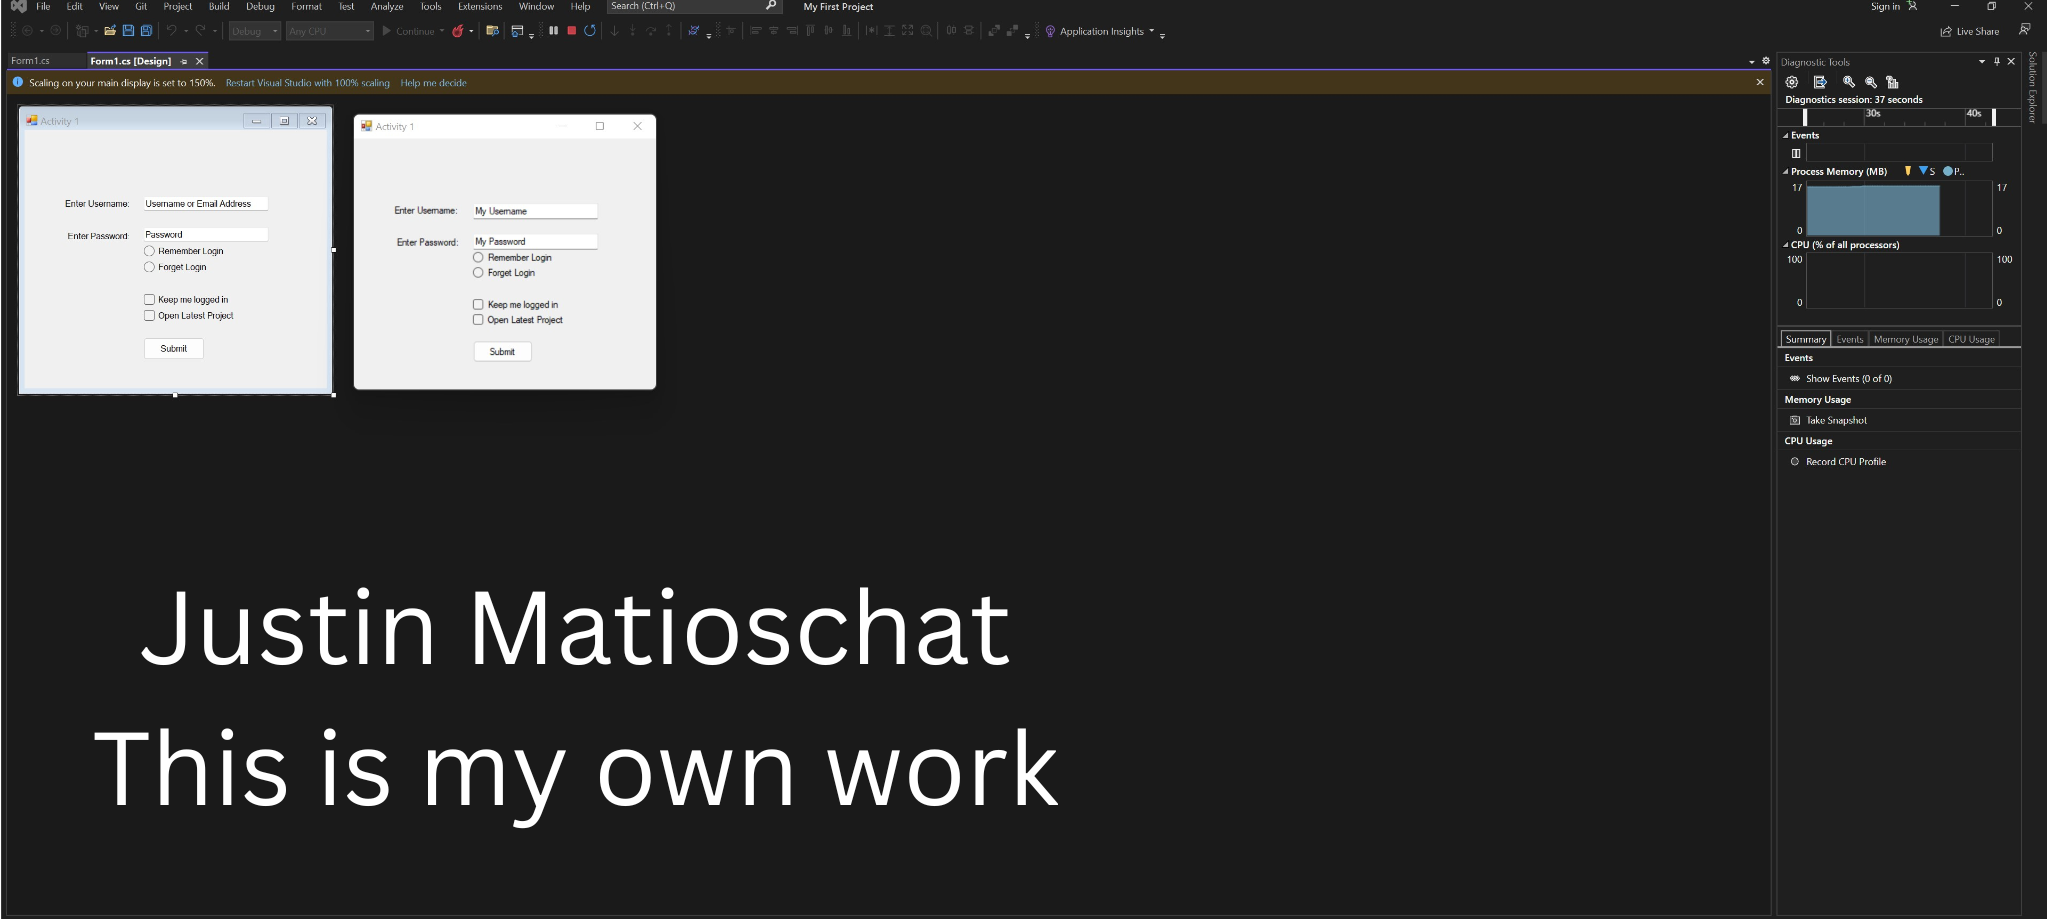 File Edit View Git Project Build Debug Format Test Analyze Tools Extensions Window Help Search (Ctrl+Q) My First Project Sign in
Debug Any CPU Continue Application Insights Live Share
Form1.cs Form1.cs [Design]
Scaling on your main display is set to 150%. Restart Visual Studio with 100% scaling Help me decide
Activity 1
Enter Username: Username or Email Address
Enter Password: Password
Remember Login
Forget Login
Keep me logged in
Open Latest Project
Submit
Activity 1
Enter Username: My Username
Enter Password: My Password
Remember Login
Forget Login
Keep me logged in
Open Latest Project
Submit
Justin Matioschat
This is my own work
Diagnostic Tools
Diagnostics session: 37 seconds
30s 40s
Events
Process Memory (MB) S P..
17 17
0 0
CPU (% of all processors)
100 100
0 0
Summary Events Memory Usage CPU Usage
Events
Show Events (0 of 0)
Memory Usage
Take Snapshot
CPU Usage
Record CPU Profile
Solution Explorer